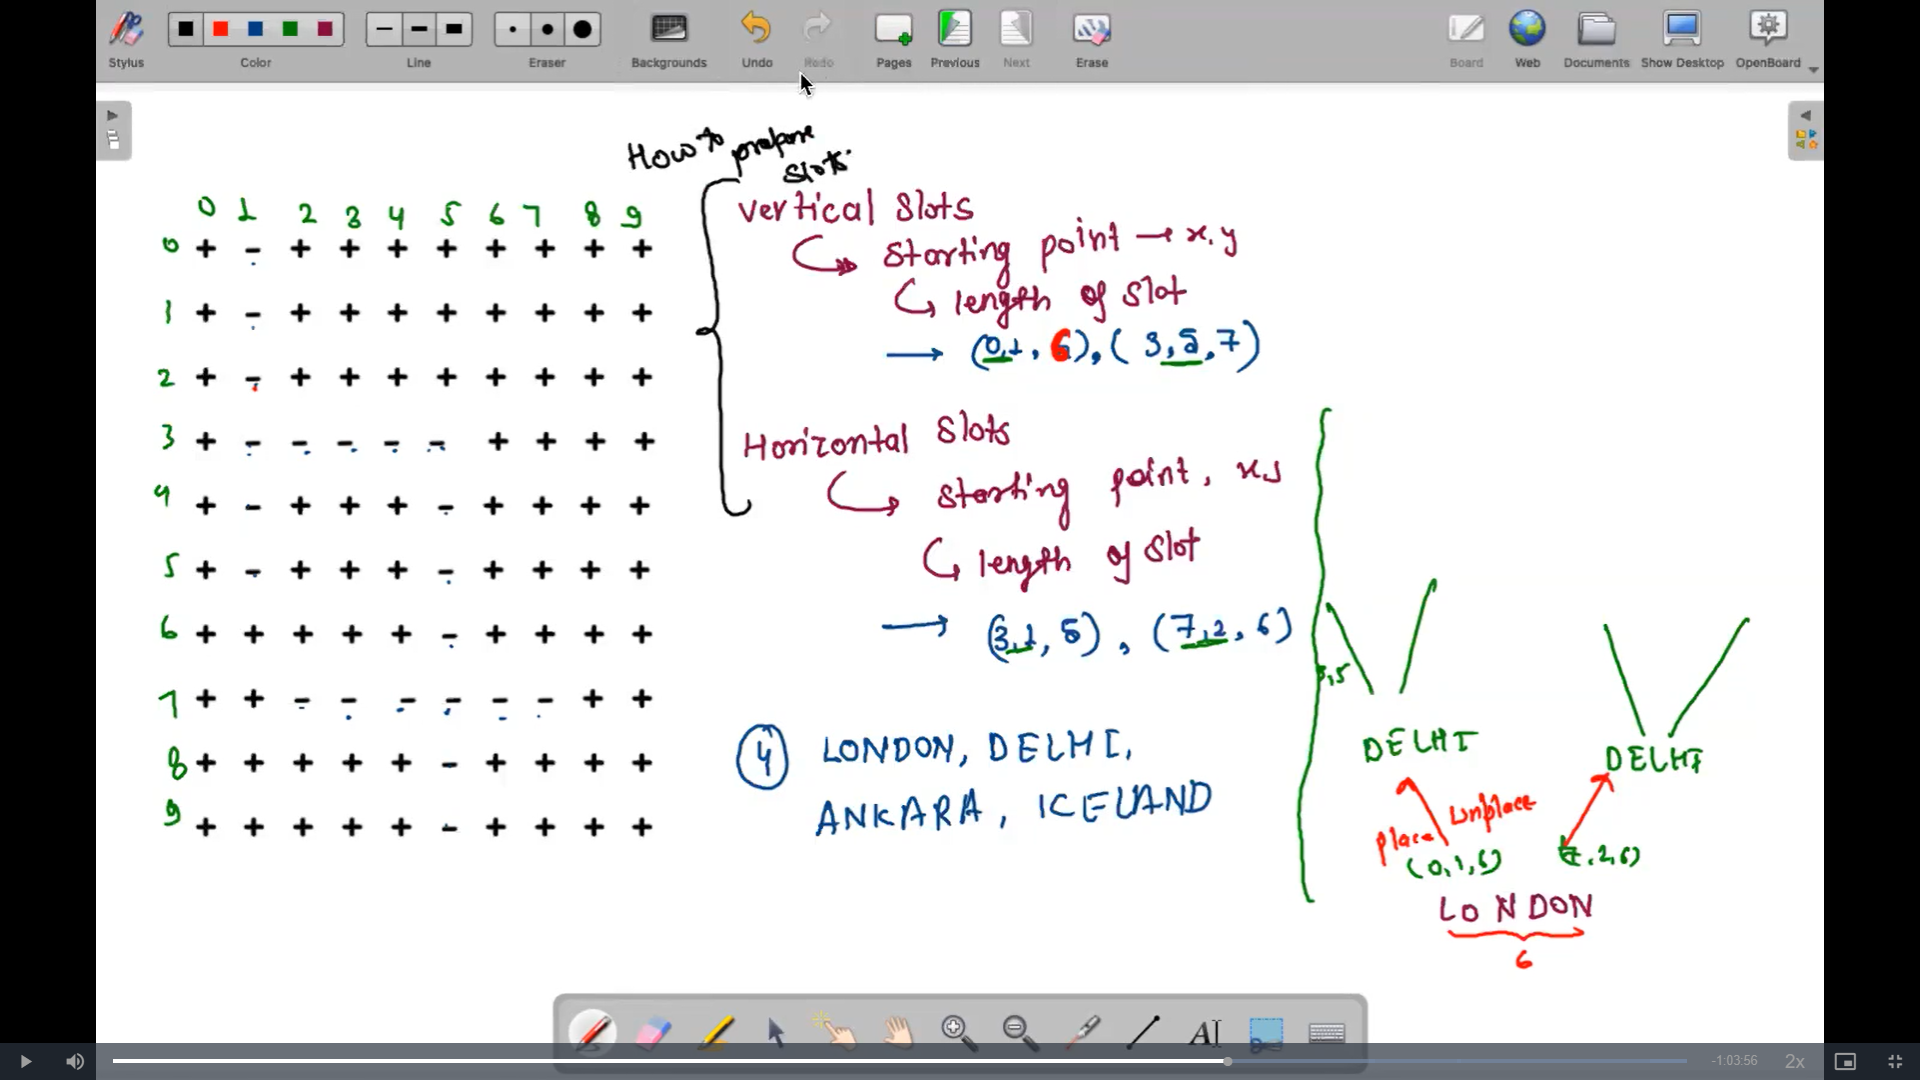 Stylus Color Line Eraser Backgrounds Undo Redo Pages Previous Next Erase Board Web Documents Show Desktop OpenBoard
How to prepare
slots.
0 1 2 3 4 5 6 7 8 9
0 + - + + + + + + + +
1 + - + + + + + + + +
2 + - + + + + + + + +
3 + - - - - - + + + +
4 + - + + + - + + + +
5 + - + + + - + + + +
6 + + + + + - + + + +
7 + + - - - - - - + +
8 + + + + + - + + + +
9 + + + + + - + + + +
Vertical Slots
Starting point → x, y
length of slot
→ (0,1, 6), (3,5,7)
Horizontal Slots
starting point, x,y
length of slot
→ (3,1, 5), (7,2, 6)
4 LONDON, DELHI,
ANKARA, ICELAND
3,5
DELHI DELHI
place unplace
(0,1,6) (7,2,6)
LONDON
6
AI
-1:03:56 2x